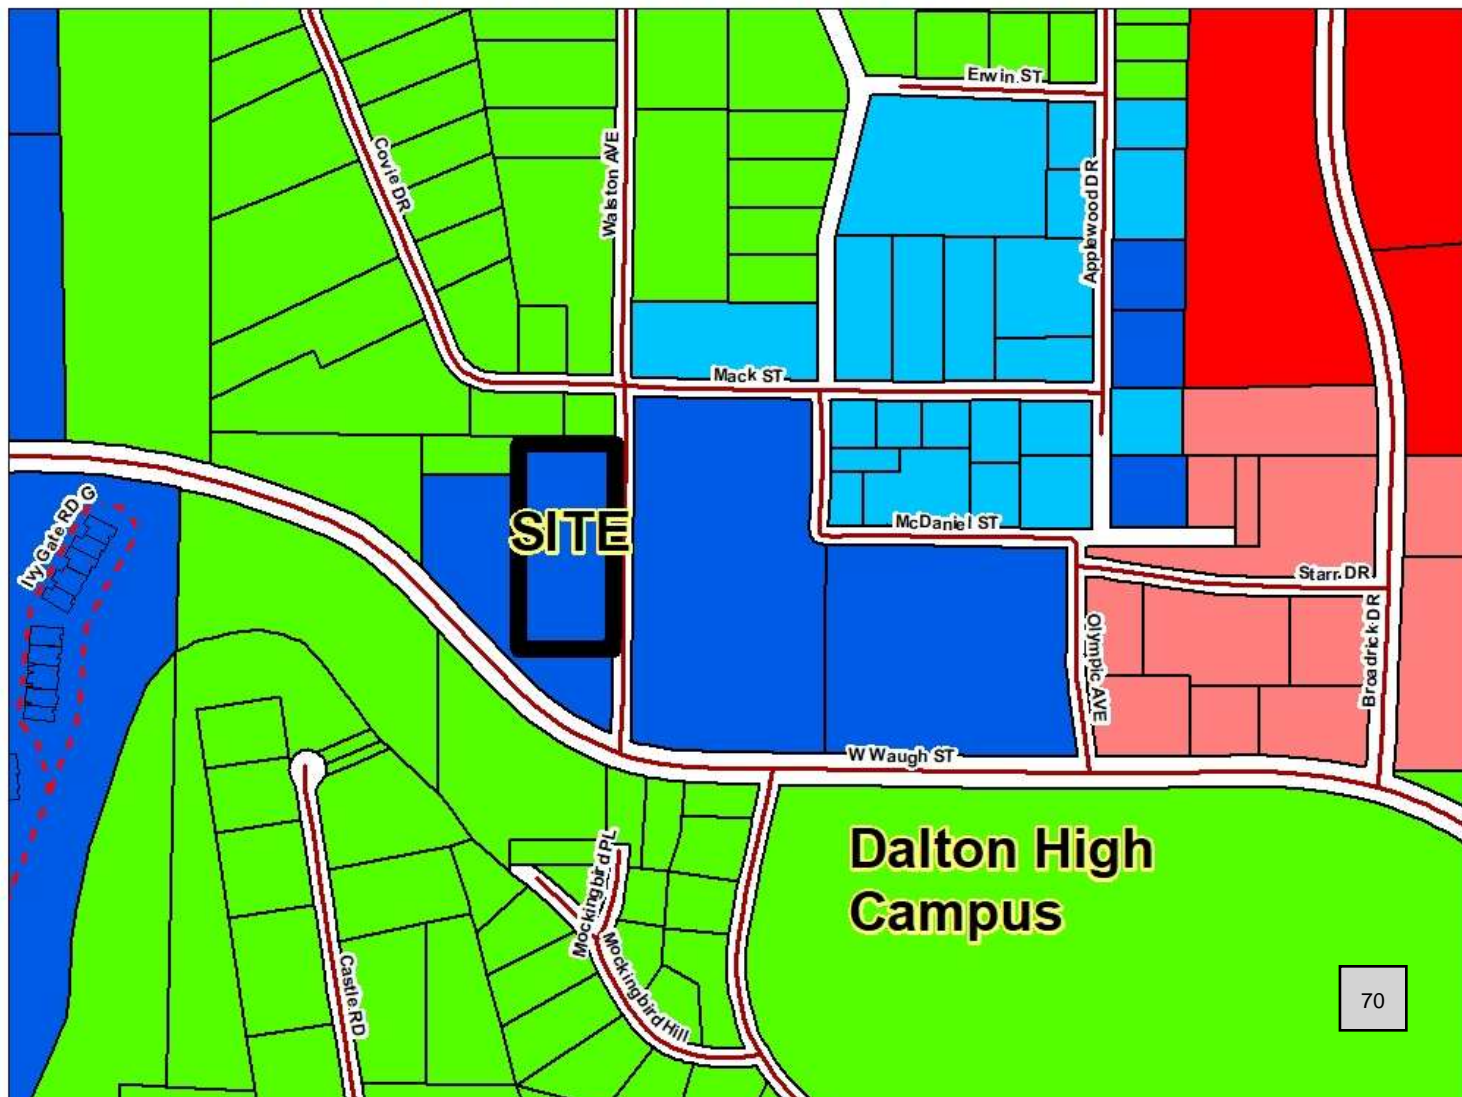 Erwin ST
Covie DR
Walston AVE
Applewood DR
Mack ST
SITE
McDaniel ST
Ivy Gate RD G
Starr DR
Olympic AVE
Broadrick DR
W Waugh ST
Dalton High
Campus
Mockingbird PL
Mockingbird Hill
Castle RD
70